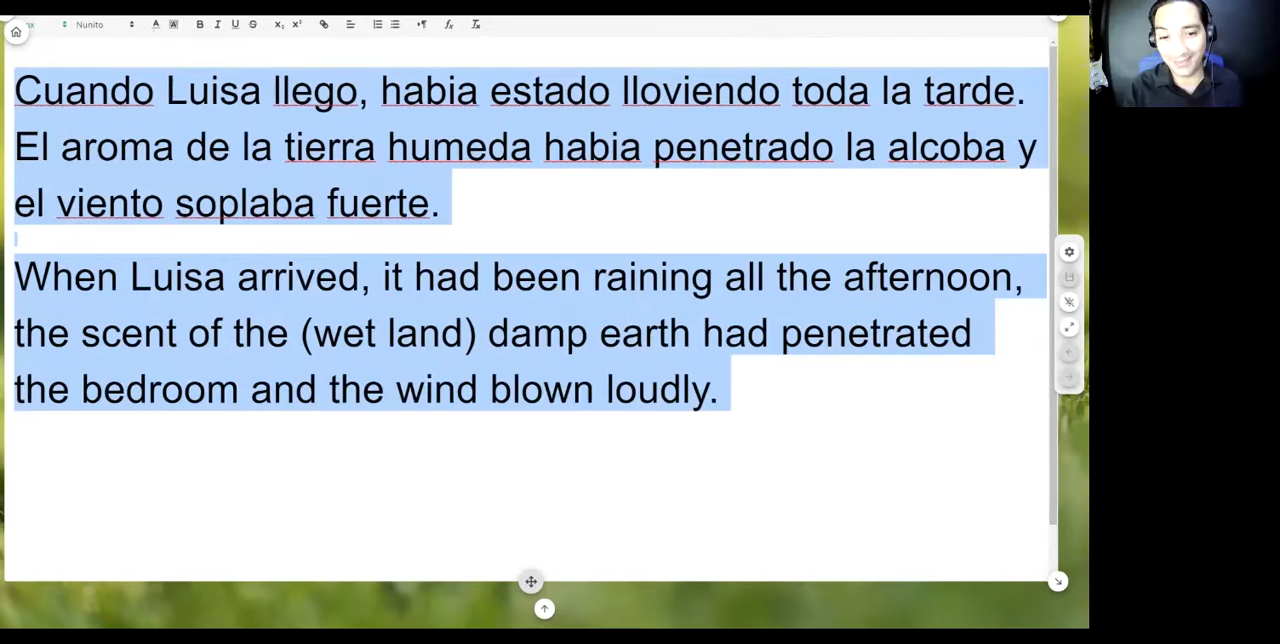 Nunito
Cuando Luisa llego, habia estado lloviendo toda la tarde.
El aroma de la tierra humeda habia penetrado la alcoba y
el viento soplaba fuerte.
When Luisa arrived, it had been raining all the afternoon,
the scent of the (wet land) damp earth had penetrated
the bedroom and the wind blown loudly.